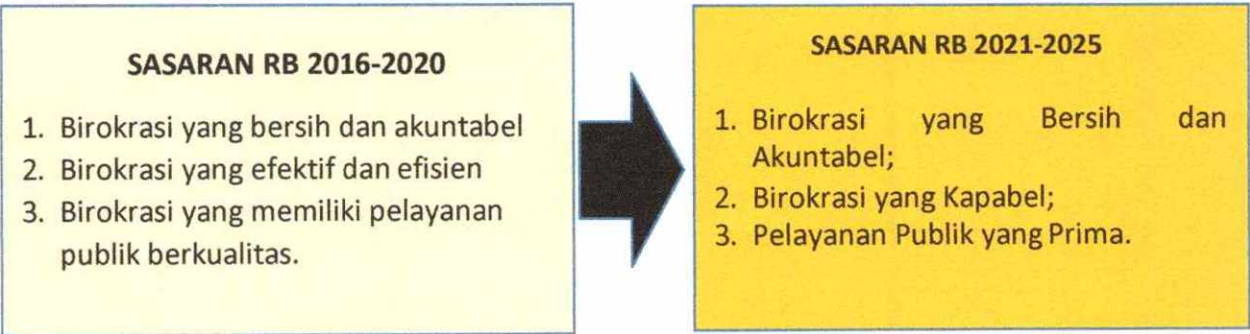 SASARAN RB 2016-2020
1. Birokrasi yang bersih dan akuntabel
2. Birokrasi yang efektif dan efisien
3. Birokrasi yang memiliki pelayanan
publik berkualitas.
SASARAN RB 2021-2025
1. Birokrasi yang Bersih dan
Akuntabel;
2. Birokrasi yang Kapabel;
3. Pelayanan Publik yang Prima.